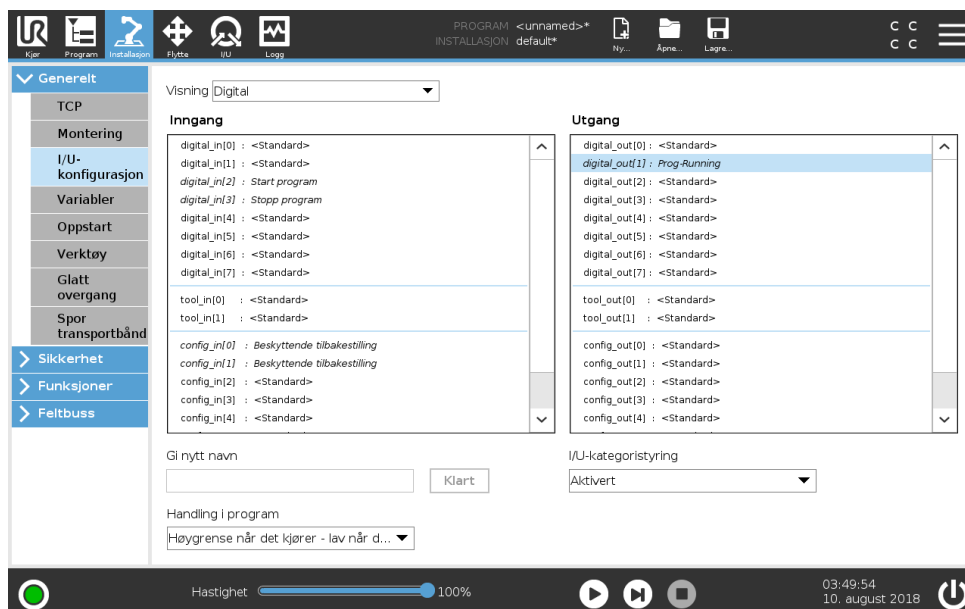 PROGRAM <unnamed>*
INSTALLASJON default*
UR
Kjør
Program
Installasjon
Flytte
I/U
Logg
Ny...
Åpne...
Lagre...
C C
C C
Generelt
TCP
Montering
I/U-
konfigurasjon
Variabler
Oppstart
Verktøy
Glatt
overgang
Spor
transportbånd
Sikkerhet
Funksjoner
Feltbuss
Visning Digital
Inngang
digital_in[0] : <Standard>
digital_in[1] : <Standard>
digital_in[2] : Start program
digital_in[3] : Stopp program
digital_in[4] : <Standard>
digital_in[5] : <Standard>
digital_in[6] : <Standard>
digital_in[7] : <Standard>
tool_in[0] : <Standard>
tool_in[1] : <Standard>
config_in[0] : Beskyttende tilbakestilling
config_in[1] : Beskyttende tilbakestilling
config_in[2] : <Standard>
config_in[3] : <Standard>
config_in[4] : <Standard>
Utgang
digital_out[0] : <Standard>
digital_out[1] : Prog-Running
digital_out[2] : <Standard>
digital_out[3] : <Standard>
digital_out[4] : <Standard>
digital_out[5] : <Standard>
digital_out[6] : <Standard>
digital_out[7] : <Standard>
tool_out[0] : <Standard>
tool_out[1] : <Standard>
config_out[0] : <Standard>
config_out[1] : <Standard>
config_out[2] : <Standard>
config_out[3] : <Standard>
config_out[4] : <Standard>
Gi nytt navn
Klart
I/U-kategoristyring
Aktivert
Handling i program
Høygrense når det kjører - lav når d...
Hastighet 100%
03:49:54
10. august 2018